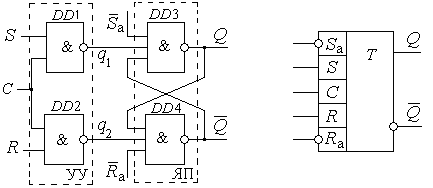 DD1 S̅a DD3
S & q1 & Q
C
DD2 DD4
R & q2 & Q̅
УУ R̅a ЯП
Sa T Q
S
C
R Q̅
Ra